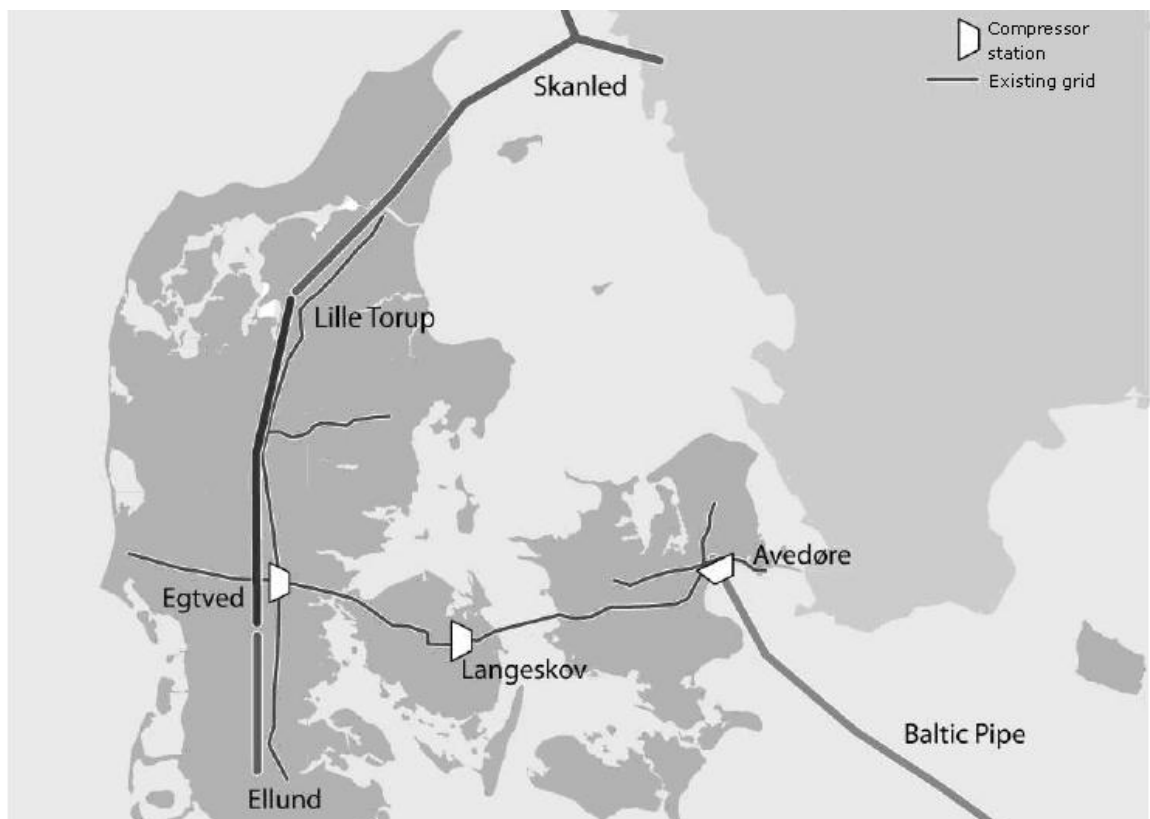 Compressor
station
Existing grid
Skanled
Lille Torup
Avedøre
Egtved
Langeskov
Baltic Pipe
Ellund